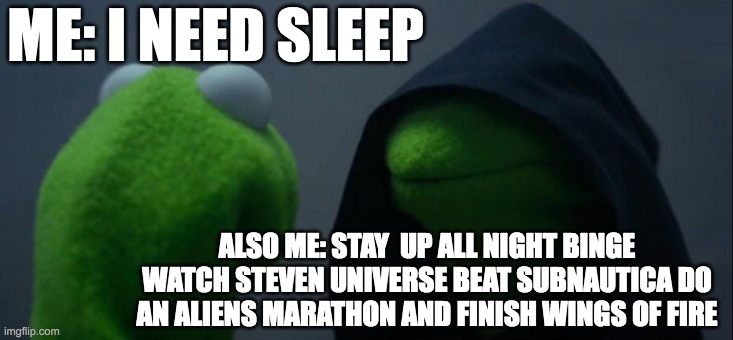 ME: I NEED SLEEP
ALSO ME: STAY  UP ALL NIGHT BINGE
WATCH STEVEN UNIVERSE BEAT SUBNAUTICA DO
AN ALIENS MARATHON AND FINISH WINGS OF FIRE
imgflip.com